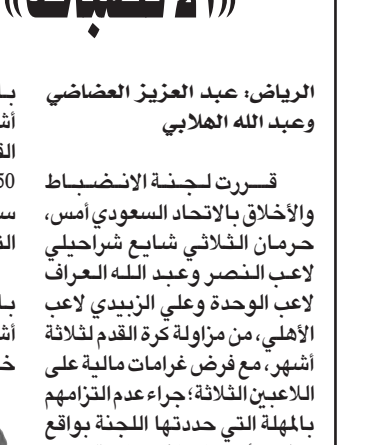 الرياض: عبد العزيز العضاضي
وعبد الله الهلابي
قررت لجنة الانضباط
والأخلاق بالاتحاد السعودي أمس،
حرمان الثلاثي شايع شراحيلي
لاعب النصر وعبد الله العراف
لاعب الوحدة وعلي الزبيدي لاعب
الأهلي، من مزاولة كرة القدم لثلاثة
أشهر، مع فرض غرامات مالية على
اللاعبين الثلاثة؛ جراء عدم التزامهم
بالمهلة التي حددتها اللجنة بواقع
50